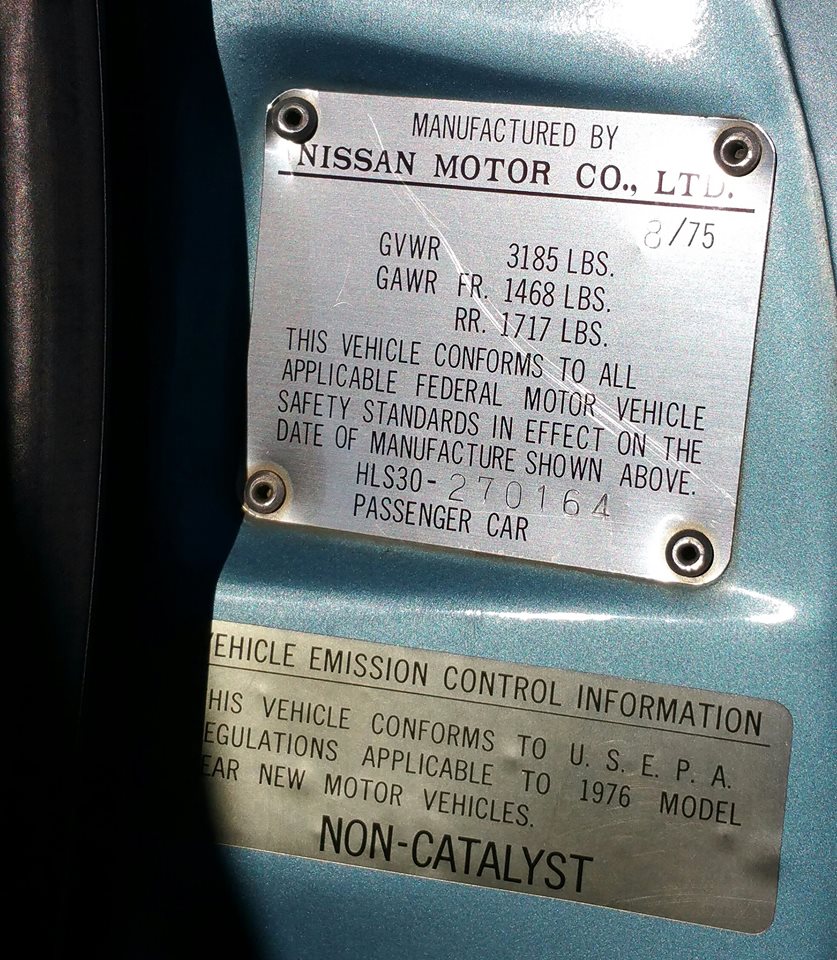 MANUFACTURED BY
NISSAN MOTOR CO., LTD.
8/75
GVWR 3185 LBS.
GAWR FR. 1468 LBS.
RR. 1717 LBS.
THIS VEHICLE CONFORMS TO ALL
APPLICABLE FEDERAL MOTOR VEHICLE
SAFETY STANDARDS IN EFFECT ON THE
DATE OF MANUFACTURE SHOWN ABOVE.
HLS30-270164
PASSENGER CAR
EHICLE EMISSION CONTROL INFORMATION
HIS VEHICLE CONFORMS TO U. S. E. P. A.
EGULATIONS APPLICABLE TO 1976 MODEL
EAR NEW MOTOR VEHICLES.
NON-CATALYST